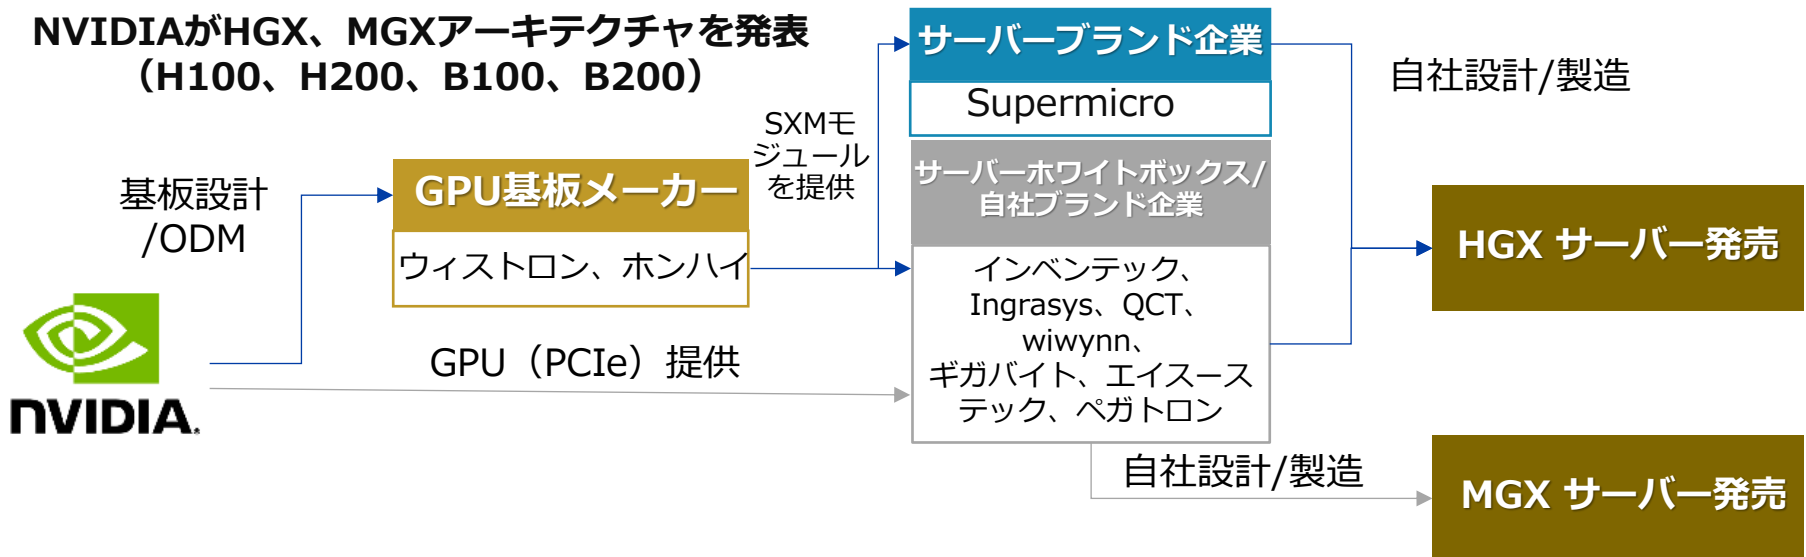 NVIDIAがHGX、MGXアーキテクチャを発表
（H100、H200、B100、B200）
基板設計
/ODM
GPU基板メーカー
ウィストロン、ホンハイ
SXMモ
ジュール
を提供
サーバーブランド企業
Supermicro
サーバーホワイトボックス/
自社ブランド企業
インベンテック、
Ingrasys、QCT、
wiwynn、
ギガバイト、エイスース
テック、ペガトロン
自社設計/製造
HGX サーバー発売
GPU（PCIe）提供
NVIDIA.
自社設計/製造
MGX サーバー発売